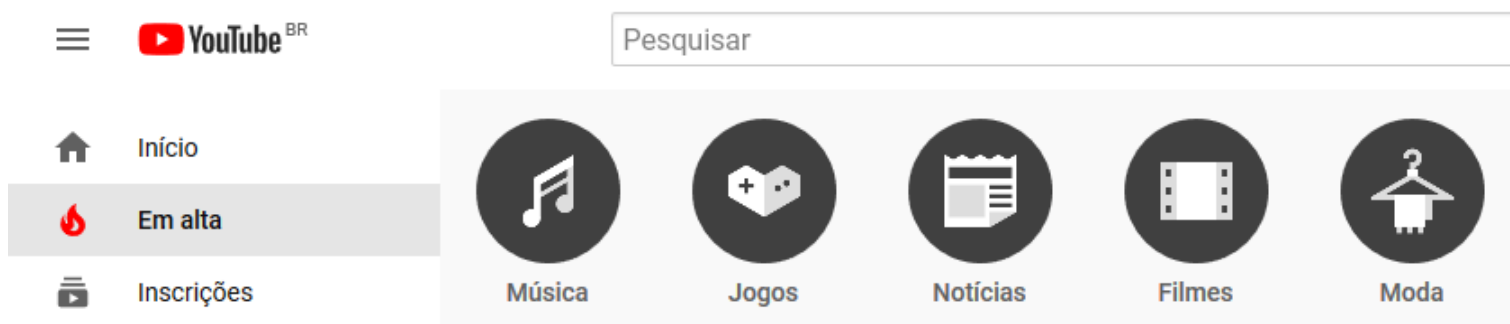 YouTube BR
Pesquisar
Início
Em alta
Inscrições
Música
Jogos
Notícias
Filmes
Moda